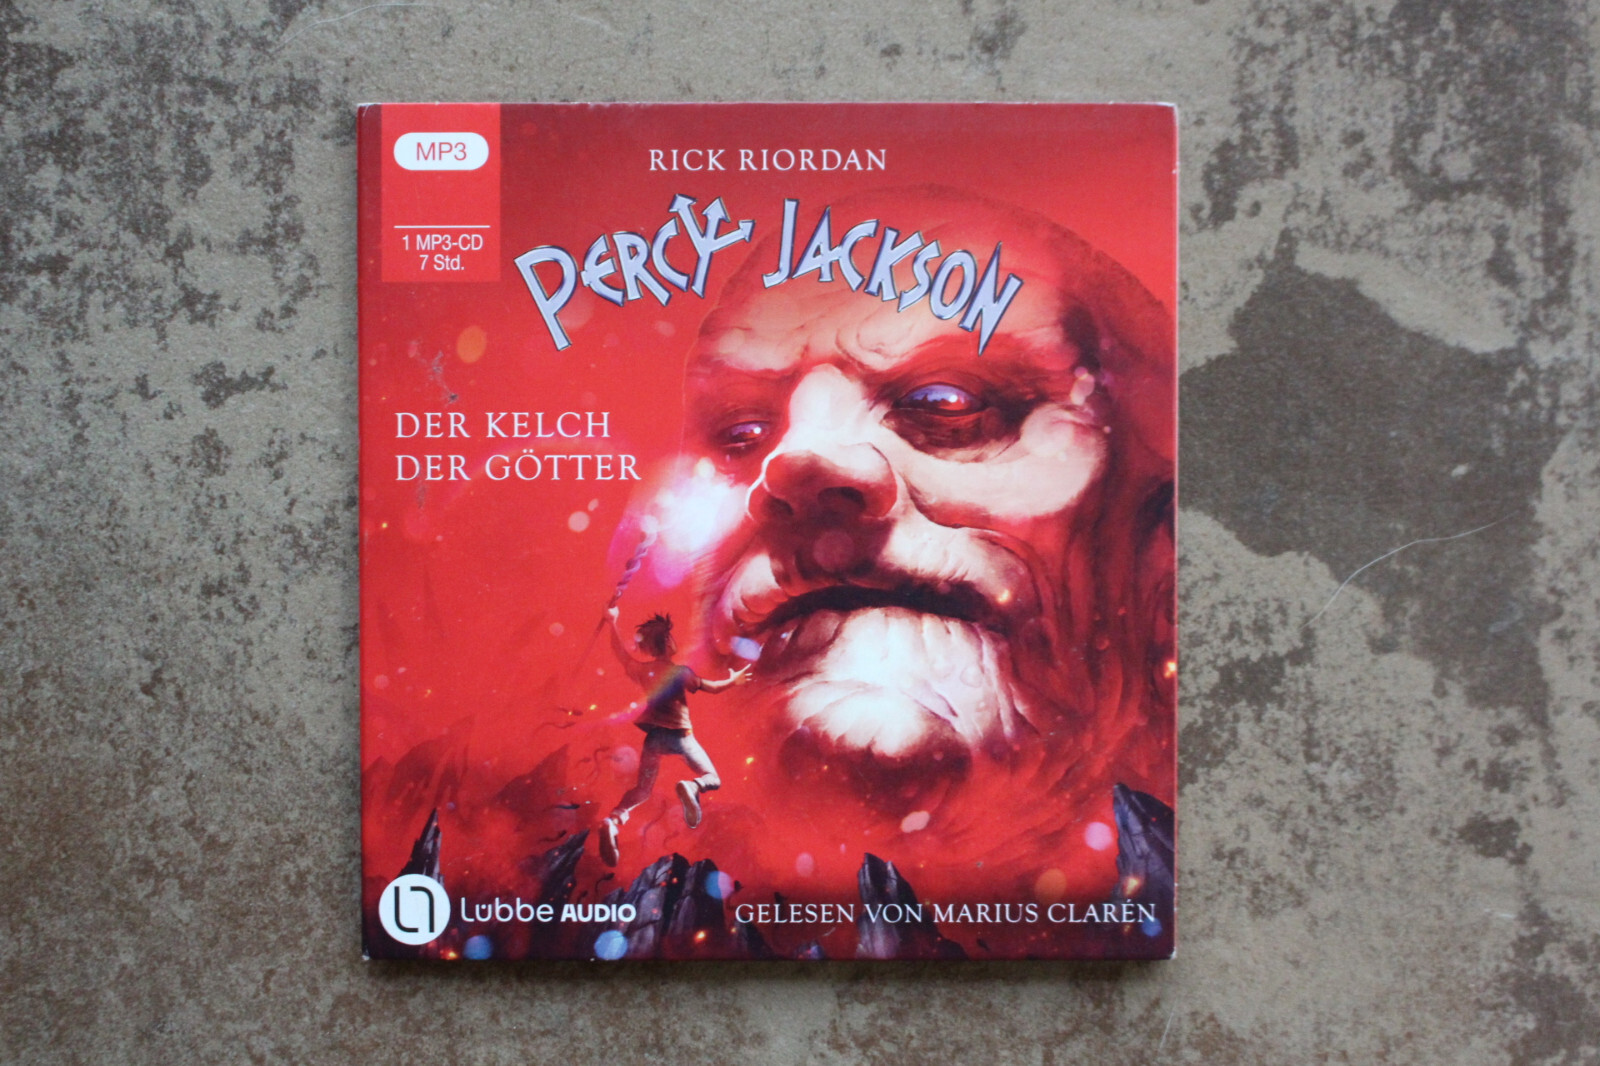 MP3
1 MP3-CD
7 Std.
RICK RIORDAN
PERCY JACKSON
DER KELCH
DER GÖTTER
Lübbe AUDIO
GELESEN VON MARIUS CLARÉN